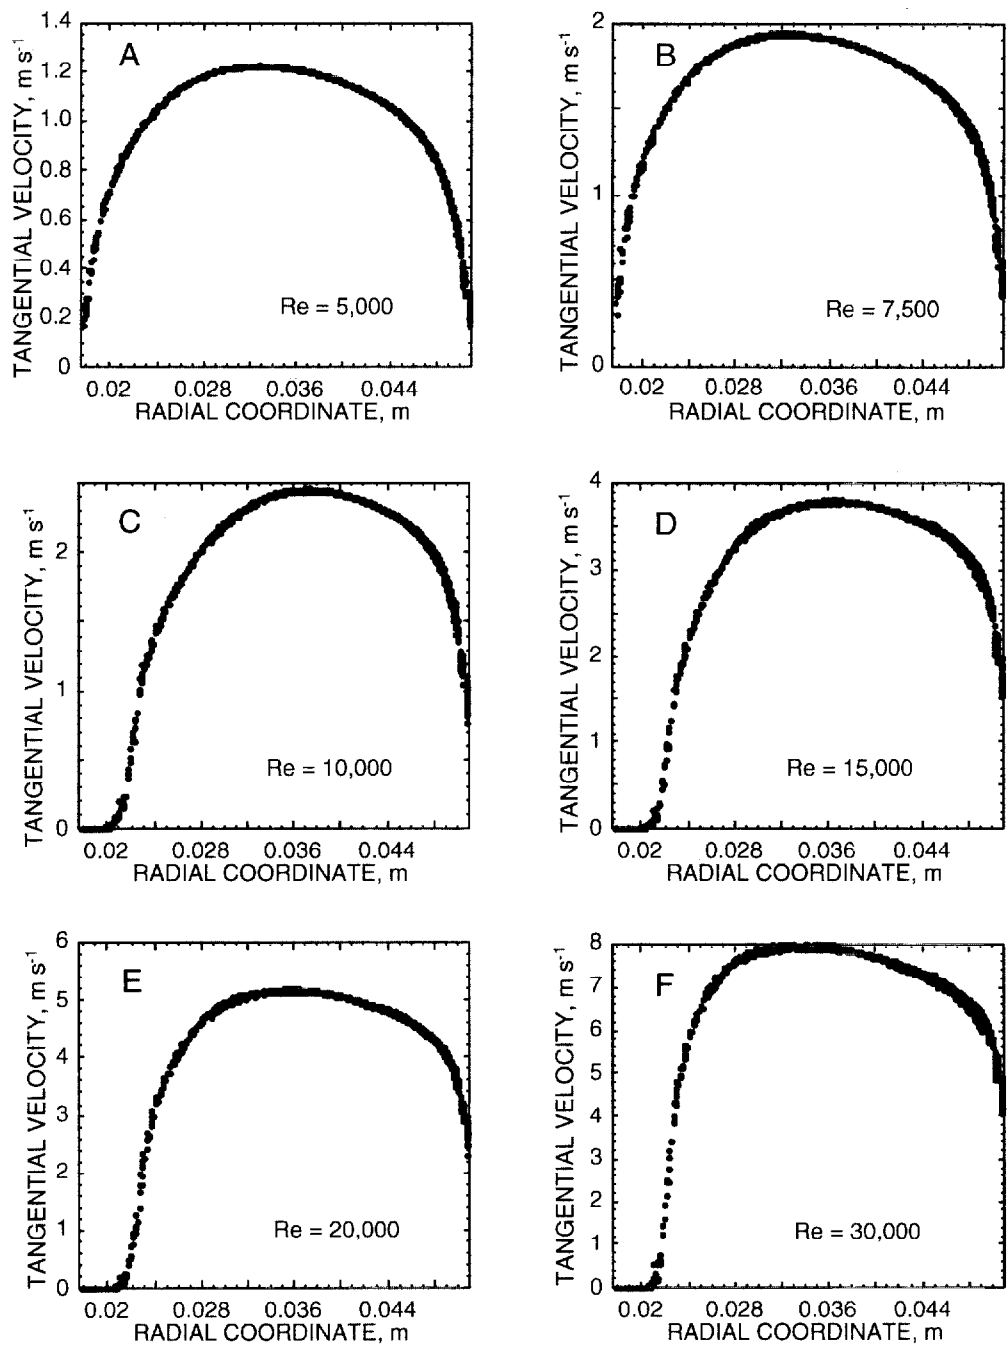 A
TANGENTIAL VELOCITY, m s⁻¹
1.4
1.2
1.0
0.8
0.6
0.4
0.2
0
Re = 5,000
0.02 0.028 0.036 0.044
RADIAL COORDINATE, m
B
TANGENTIAL VELOCITY, m s⁻¹
2
1
0
Re = 7,500
0.02 0.028 0.036 0.044
RADIAL COORDINATE, m
C
TANGENTIAL VELOCITY, m s⁻¹
2
1
0
Re = 10,000
0.02 0.028 0.036 0.044
RADIAL COORDINATE, m
D
TANGENTIAL VELOCITY, m s⁻¹
4
3
2
1
0
Re = 15,000
0.02 0.028 0.036 0.044
RADIAL COORDINATE, m
E
TANGENTIAL VELOCITY, m s⁻¹
6
5
4
3
2
1
0
Re = 20,000
0.02 0.028 0.036 0.044
RADIAL COORDINATE, m
F
TANGENTIAL VELOCITY, m s⁻¹
8
7
6
5
4
3
2
1
0
Re = 30,000
0.02 0.028 0.036 0.044
RADIAL COORDINATE, m